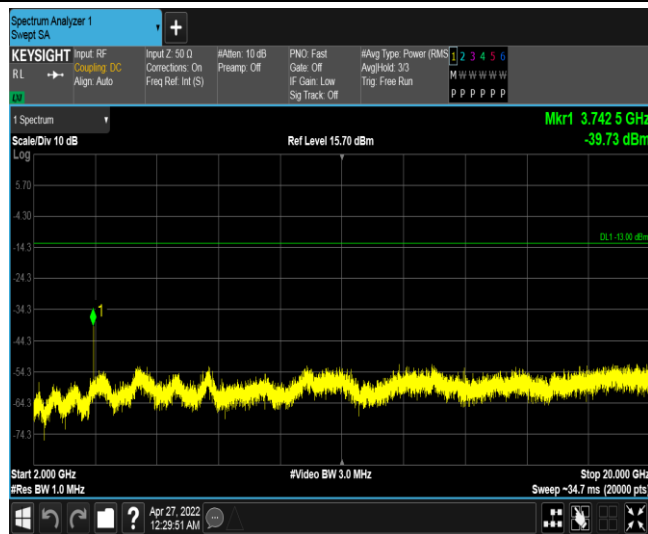 Spectrum Analyzer 1
Swept SA
+
KEYSIGHT
RL
Input: RF
Coupling: DC
Align: Auto
Input Z: 50 Ω
Corrections: On
Freq Ref: Int (S)
#Atten: 10 dB
Preamp: Off
PNO: Fast
Gate: Off
IF Gain: Low
Sig Track: Off
#Avg Type: Power (RMS
Avg|Hold: 3/3
Trig: Free Run
1 2 3 4 5 6
M W W W W W
P P P P P P
1 Spectrum
Scale/Div 10 dB
Ref Level 15.70 dBm
Mkr1 3.742 5 GHz
-39.73 dBm
Log
5.70
-4.30
DL1 -13.00 dBm
-14.3
-24.3
-34.3
1
-44.3
-54.3
-64.3
-74.3
Start 2.000 GHz
#Video BW 3.0 MHz
Stop 20.000 GHz
#Res BW 1.0 MHz
Sweep ~34.7 ms (20000 pts)
?
Apr 27, 2022
12:29:51 AM